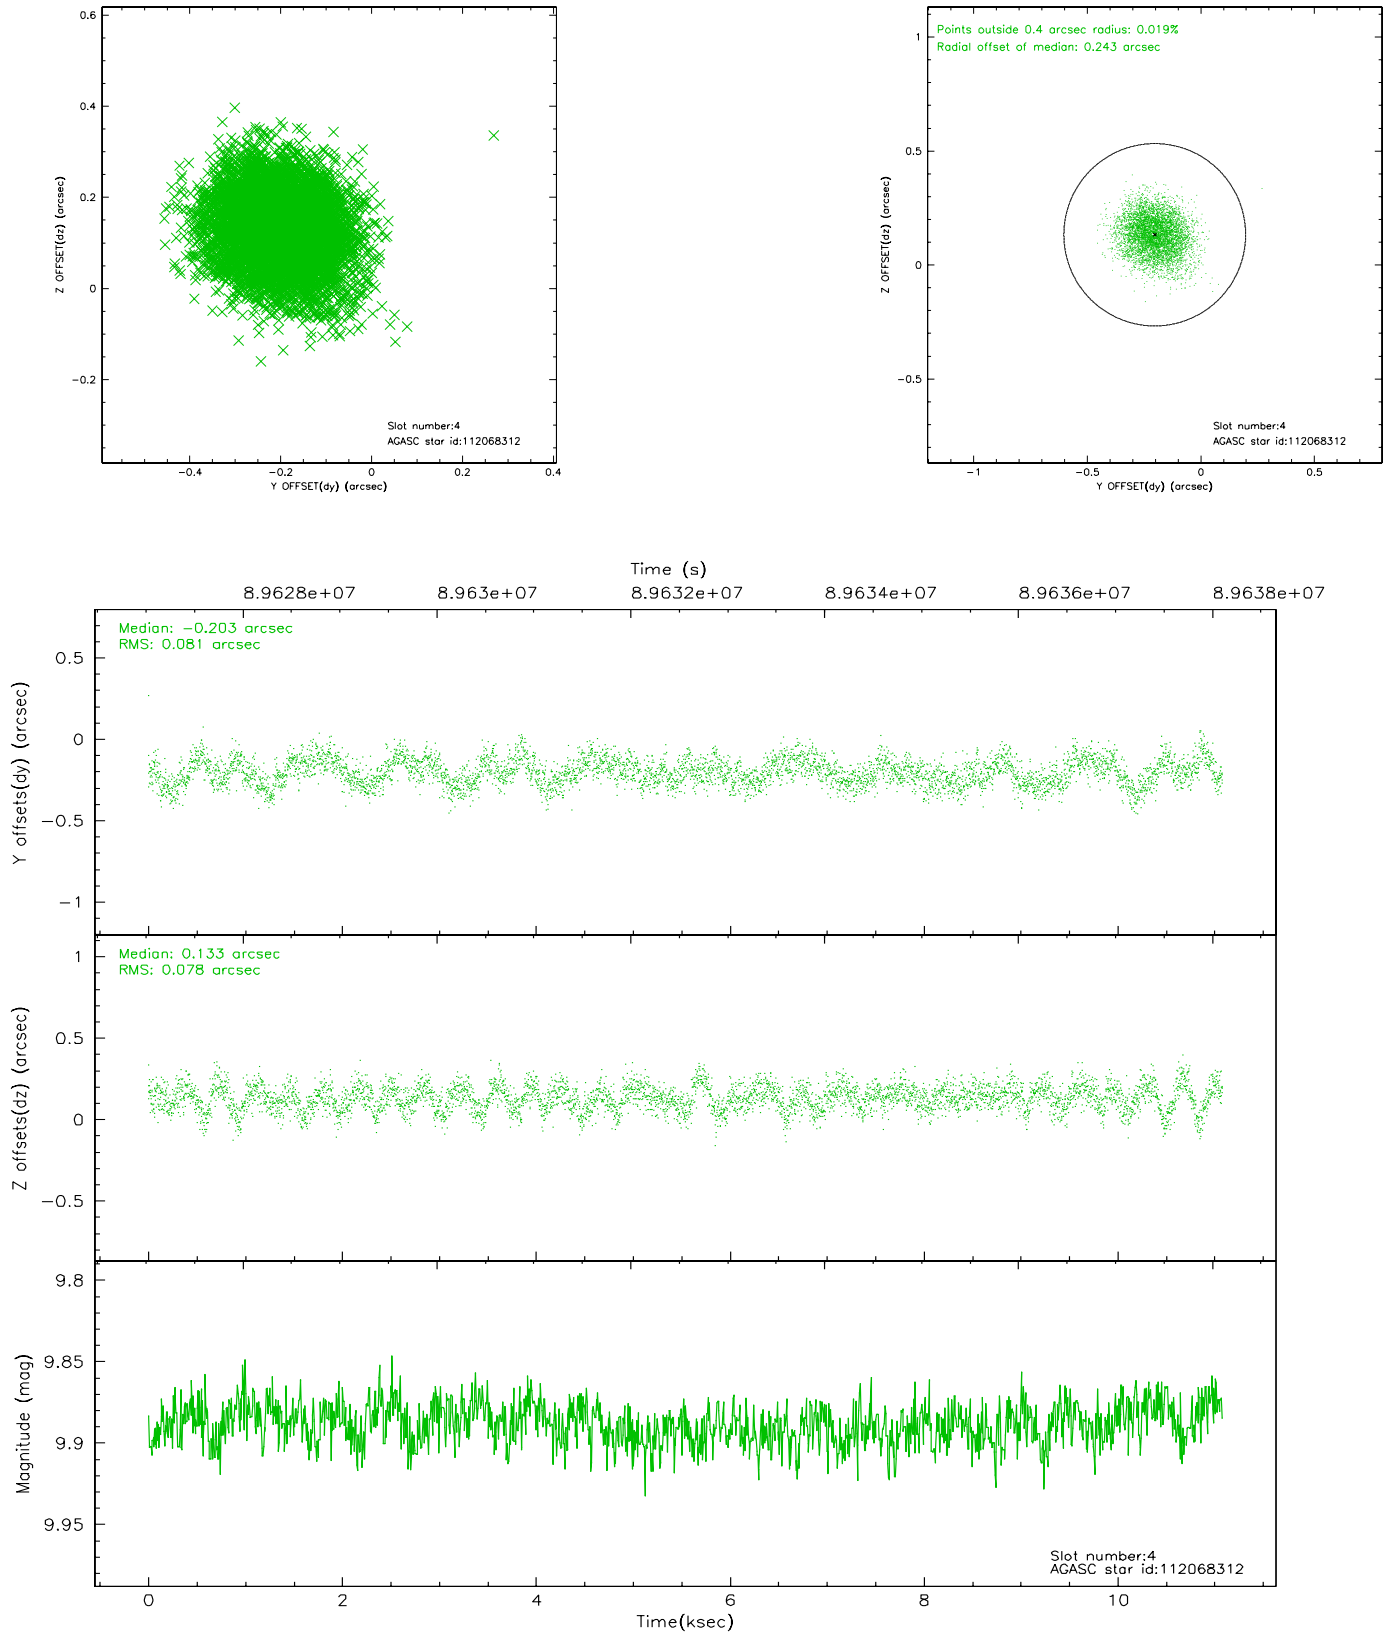 0.6
0.4
0.2
0
−0.2
Z OFFSET(dz) (arcsec)
Slot number:4
AGASC star id:112068312
−0.4
−0.2
0
0.2
0.4
Y OFFSET(dy) (arcsec)
Points outside 0.4 arcsec radius: 0.019%
Radial offset of median: 0.243 arcsec
1
0.5
0
−0.5
Z OFFSET(dz) (arcsec)
Slot number:4
AGASC star id:112068312
−1
−0.5
0
0.5
Y OFFSET(dy) (arcsec)
Time (s)
8.9628e+07
8.963e+07
8.9632e+07
8.9634e+07
8.9636e+07
8.9638e+07
Median: −0.203 arcsec
RMS: 0.081 arcsec
0.5
0
−0.5
−1
Y offsets(dy) (arcsec)
Median: 0.133 arcsec
RMS: 0.078 arcsec
1
0.5
0
−0.5
Z offsets(dz) (arcsec)
9.8
9.85
9.9
9.95
Magnitude (mag)
Slot number:4
AGASC star id:112068312
0
2
4
6
8
10
Time(ksec)